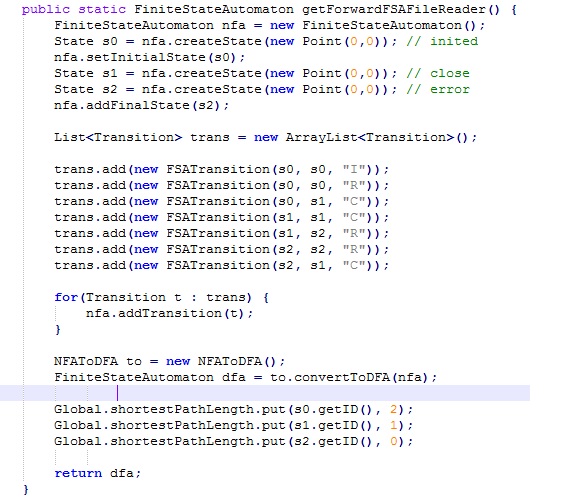 public static FiniteStateAutomaton getForwardFSAFileReader() {
FiniteStateAutomaton nfa = new FiniteStateAutomaton();
State s0 = nfa.createState(new Point(0,0)); // inited
nfa.setInitialState(s0);
State s1 = nfa.createState(new Point(0,0)); // close
State s2 = nfa.createState(new Point(0,0)); // error
nfa.addFinalState(s2);
List<Transition> trans = new ArrayList<Transition>();
trans.add(new FSATransition(s0, s0, "I"));
trans.add(new FSATransition(s0, s0, "R"));
trans.add(new FSATransition(s0, s1, "C"));
trans.add(new FSATransition(s1, s1, "C"));
trans.add(new FSATransition(s1, s2, "R"));
trans.add(new FSATransition(s2, s2, "R"));
trans.add(new FSATransition(s2, s1, "C"));
for(Transition t : trans) {
nfa.addTransition(t);
}
NFAToDFA to = new NFAToDFA();
FiniteStateAutomaton dfa = to.convertToDFA(nfa);
Global.shortestPathLength.put(s0.getID(), 2);
Global.shortestPathLength.put(s1.getID(), 1);
Global.shortestPathLength.put(s2.getID(), 0);
return dfa;
}